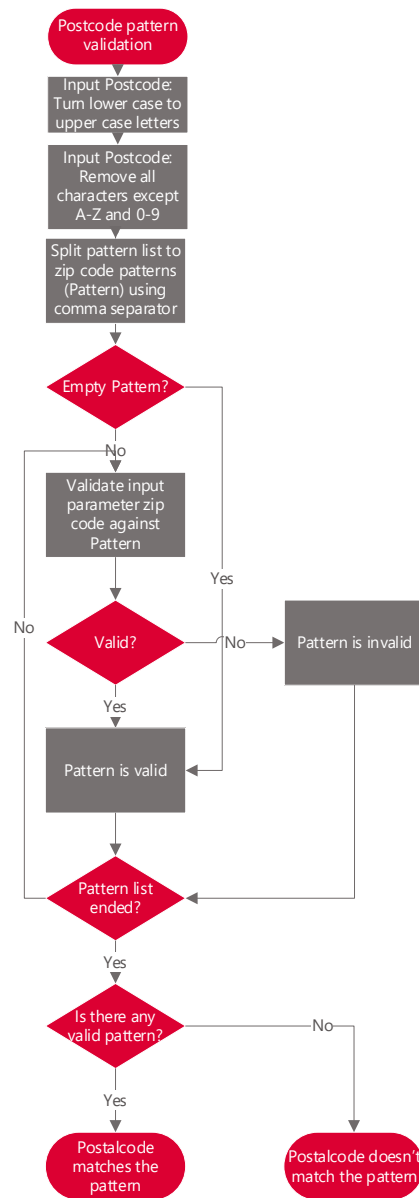 Postcode pattern
validation
Input Postcode:
Turn lower case to
upper case letters
Input Postcode:
Remove all
characters except
A-Z and 0-9
Split pattern list to
zip code patterns
(Pattern) using
comma separator
Empty Pattern?
No
Validate input
parameter zip
code against
Pattern
Yes
No
Valid?
No
Pattern is invalid
Yes
Pattern is valid
Pattern list
ended?
Yes
Is there any
valid pattern?
No
Yes
Postalcode
matches the
pattern
Postalcode doesn't
match the pattern